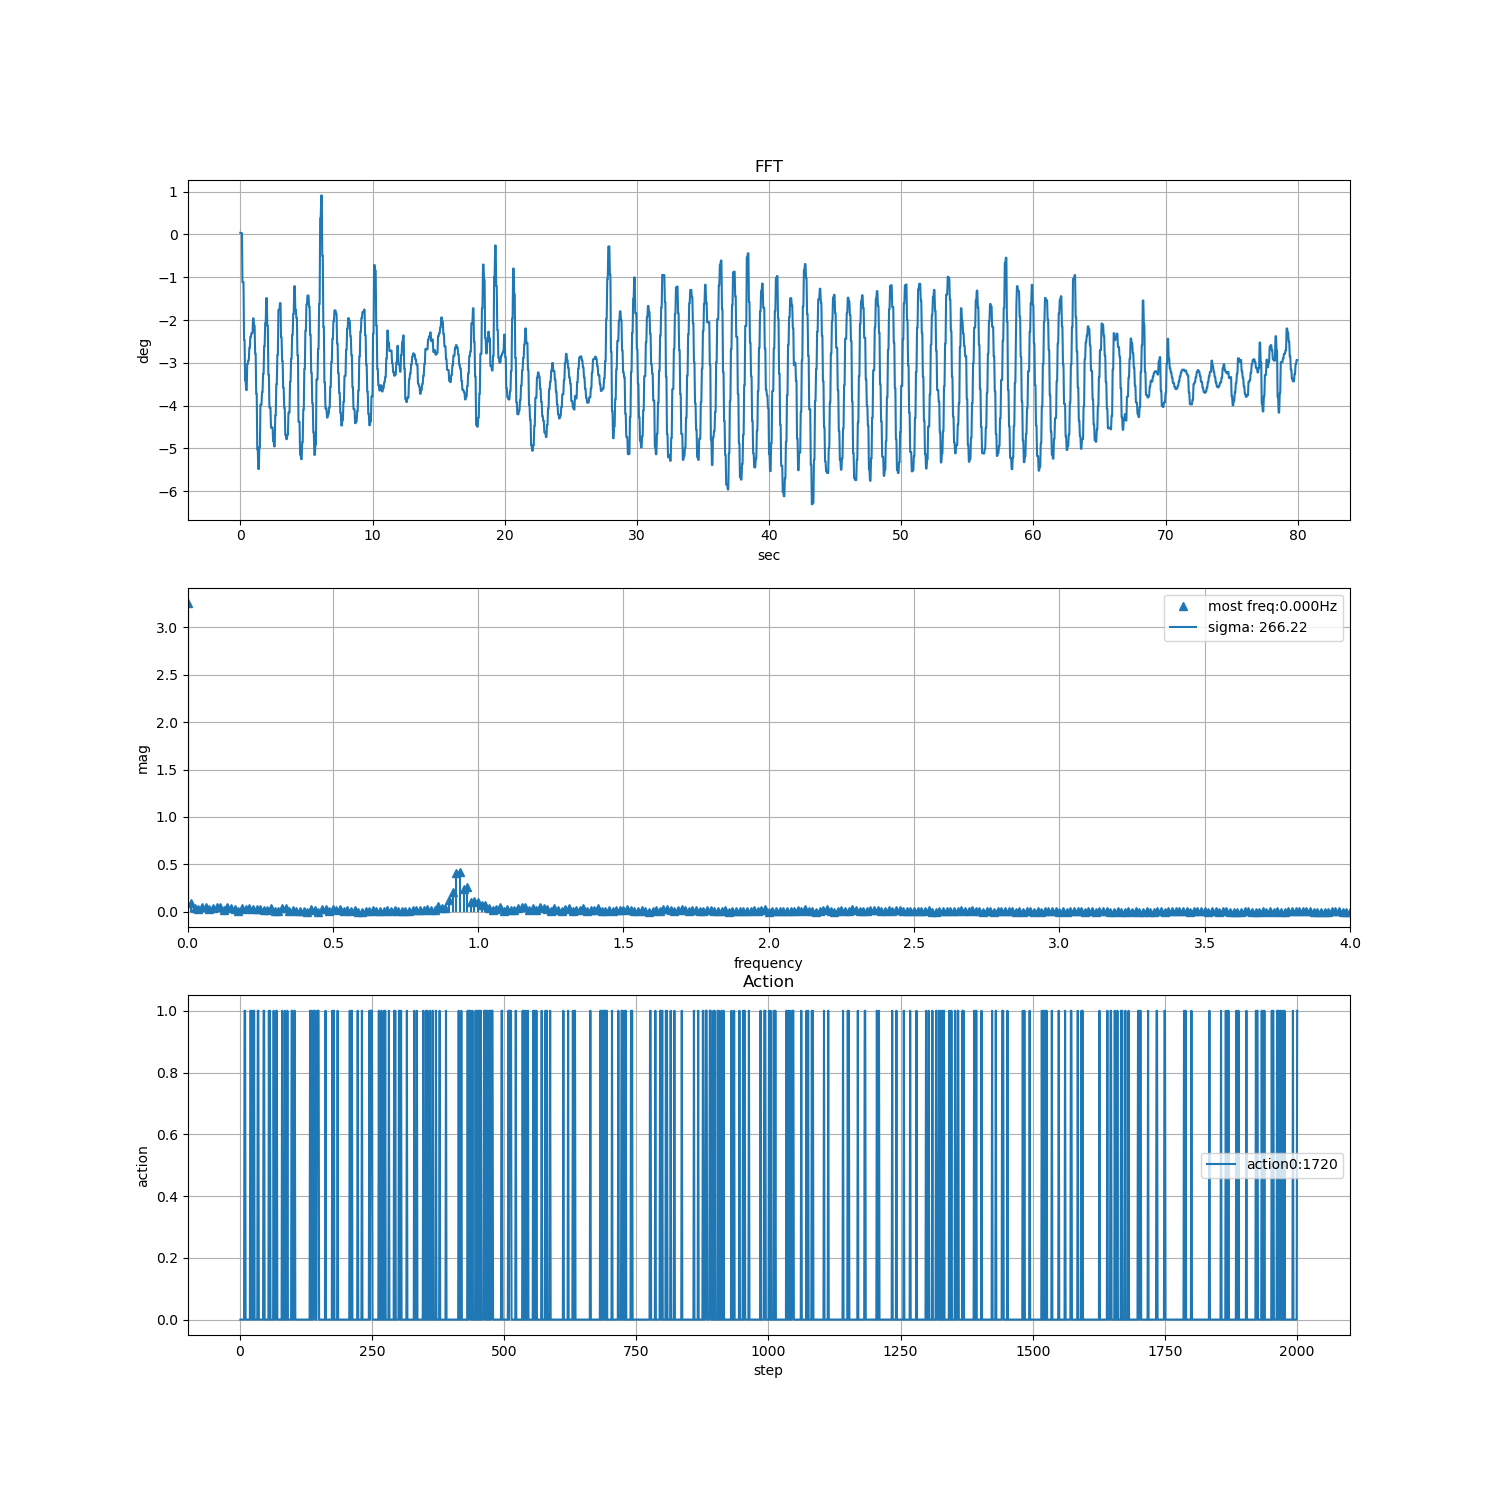 FFT
1
0
−1
−2
−3
−4
−5
−6
deg
0 10 20 30 40 50 60 70 80
sec
most freq:0.000Hz
sigma: 266.22
3.0
2.5
2.0
1.5
1.0
0.5
0.0
mag
0.0 0.5 1.0 1.5 2.0 2.5 3.0 3.5 4.0
frequency
Action
1.0
0.8
0.6
0.4
0.2
0.0
action
action0:1720
0 250 500 750 1000 1250 1500 1750 2000
step